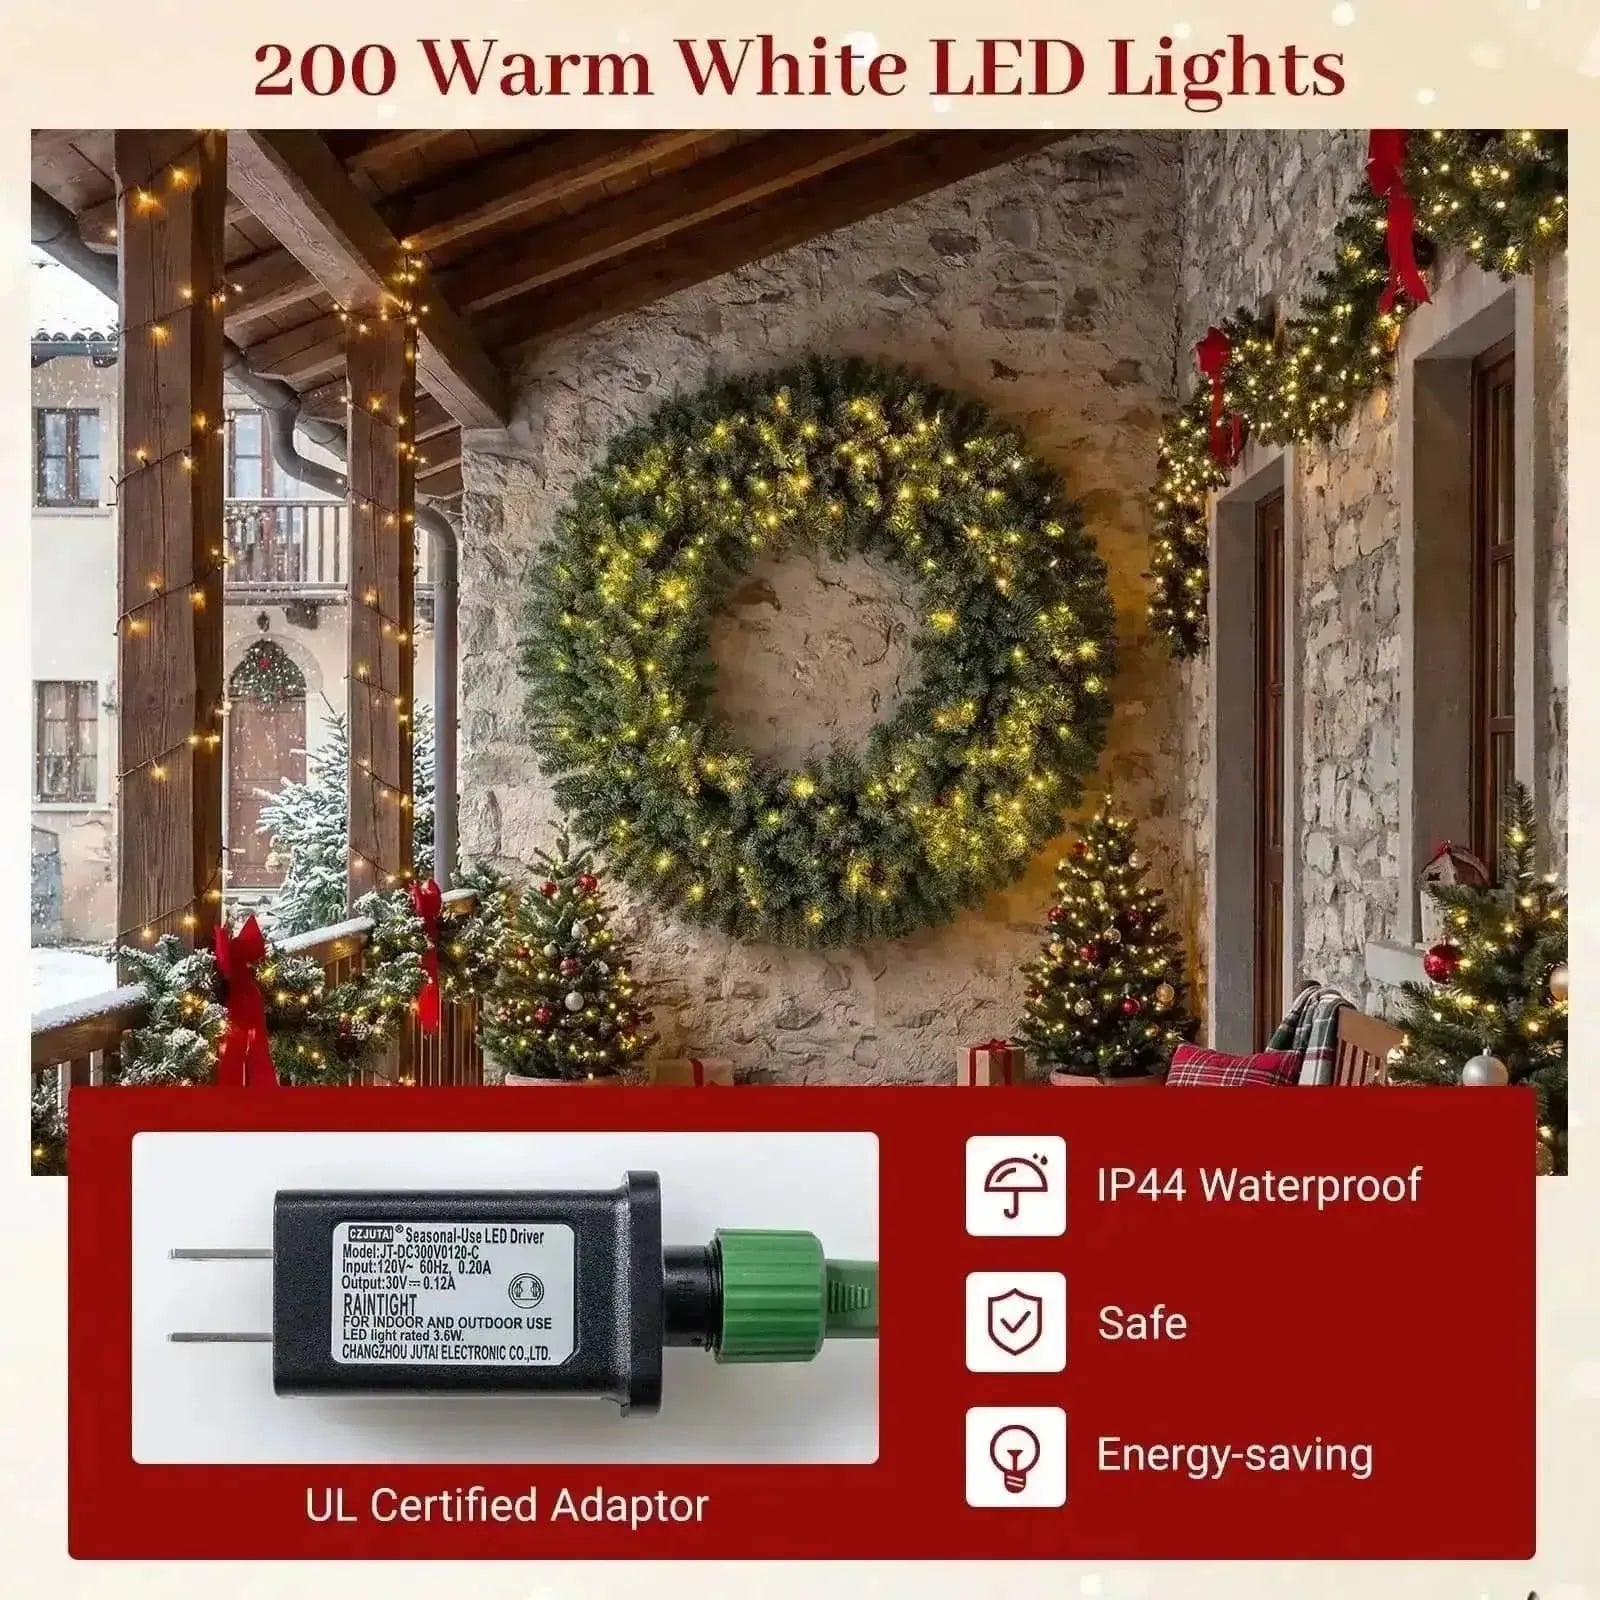 200 Warm White LED Lights
CZJUTAI® Seasonal-Use LED Driver
Model:JT-DC300V0120-C
Input:120V~ 60Hz, 0.20A
Output:30V⎓0.12A
RAINTIGHT
FOR INDOOR AND OUTDOOR USE
LED light rated 3.6W.
CHANGZHOU JUTAI ELECTRONIC CO.,LTD.
UL Certified Adaptor
IP44 Waterproof
Safe
Energy-saving